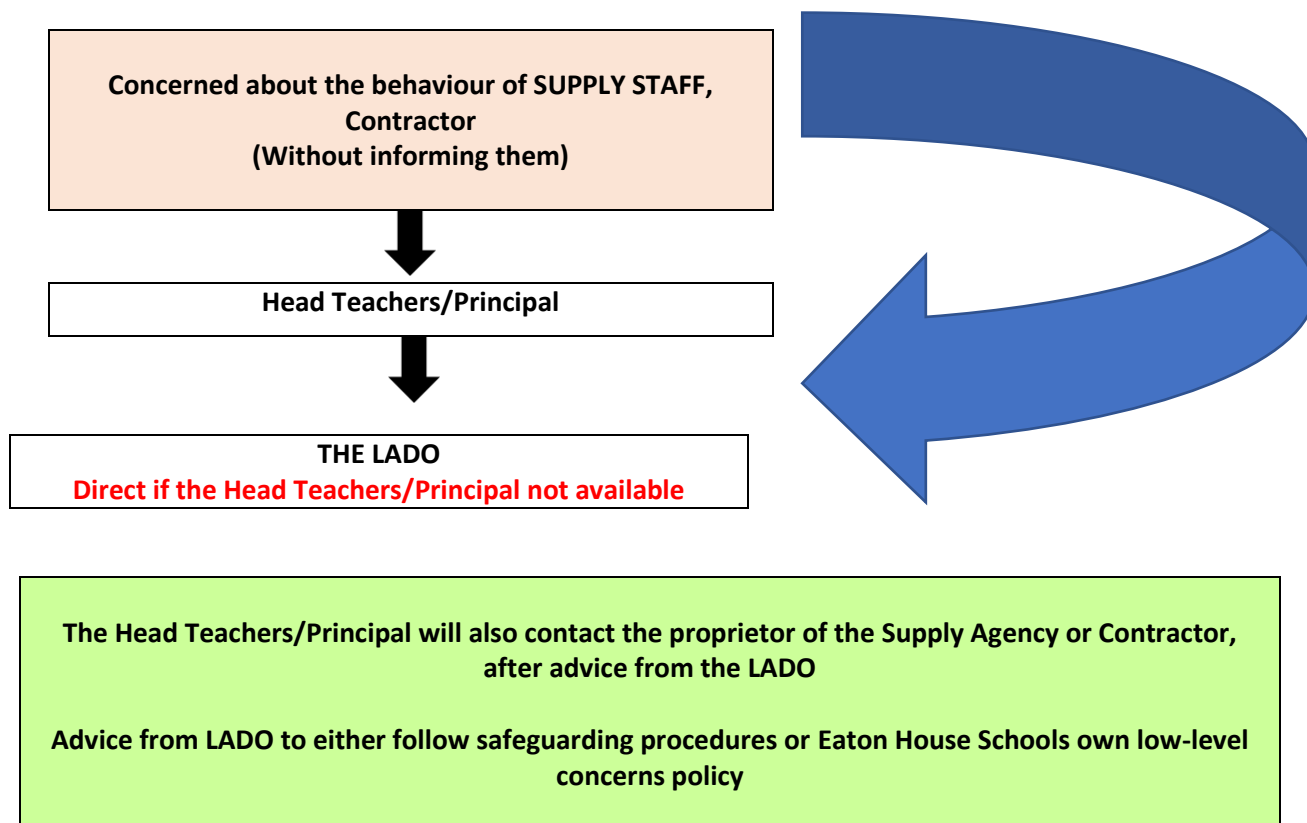 Concerned about the behaviour of SUPPLY STAFF,
Contractor
(Without informing them)
Head Teachers/Principal
THE LADO
Direct if the Head Teachers/Principal not available
The Head Teachers/Principal will also contact the proprietor of the Supply Agency or Contractor,
after advice from the LADO
Advice from LADO to either follow safeguarding procedures or Eaton House Schools own low-level
concerns policy